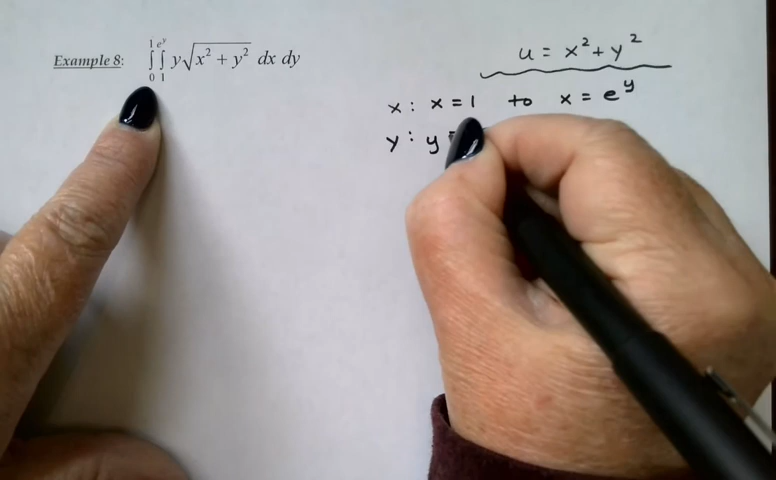 Example 8: ∫₀¹ ∫₁^{e^y} y√(x² + y²) dx dy
u = x² + y²
x : x = 1 to x = e^y
y : y =